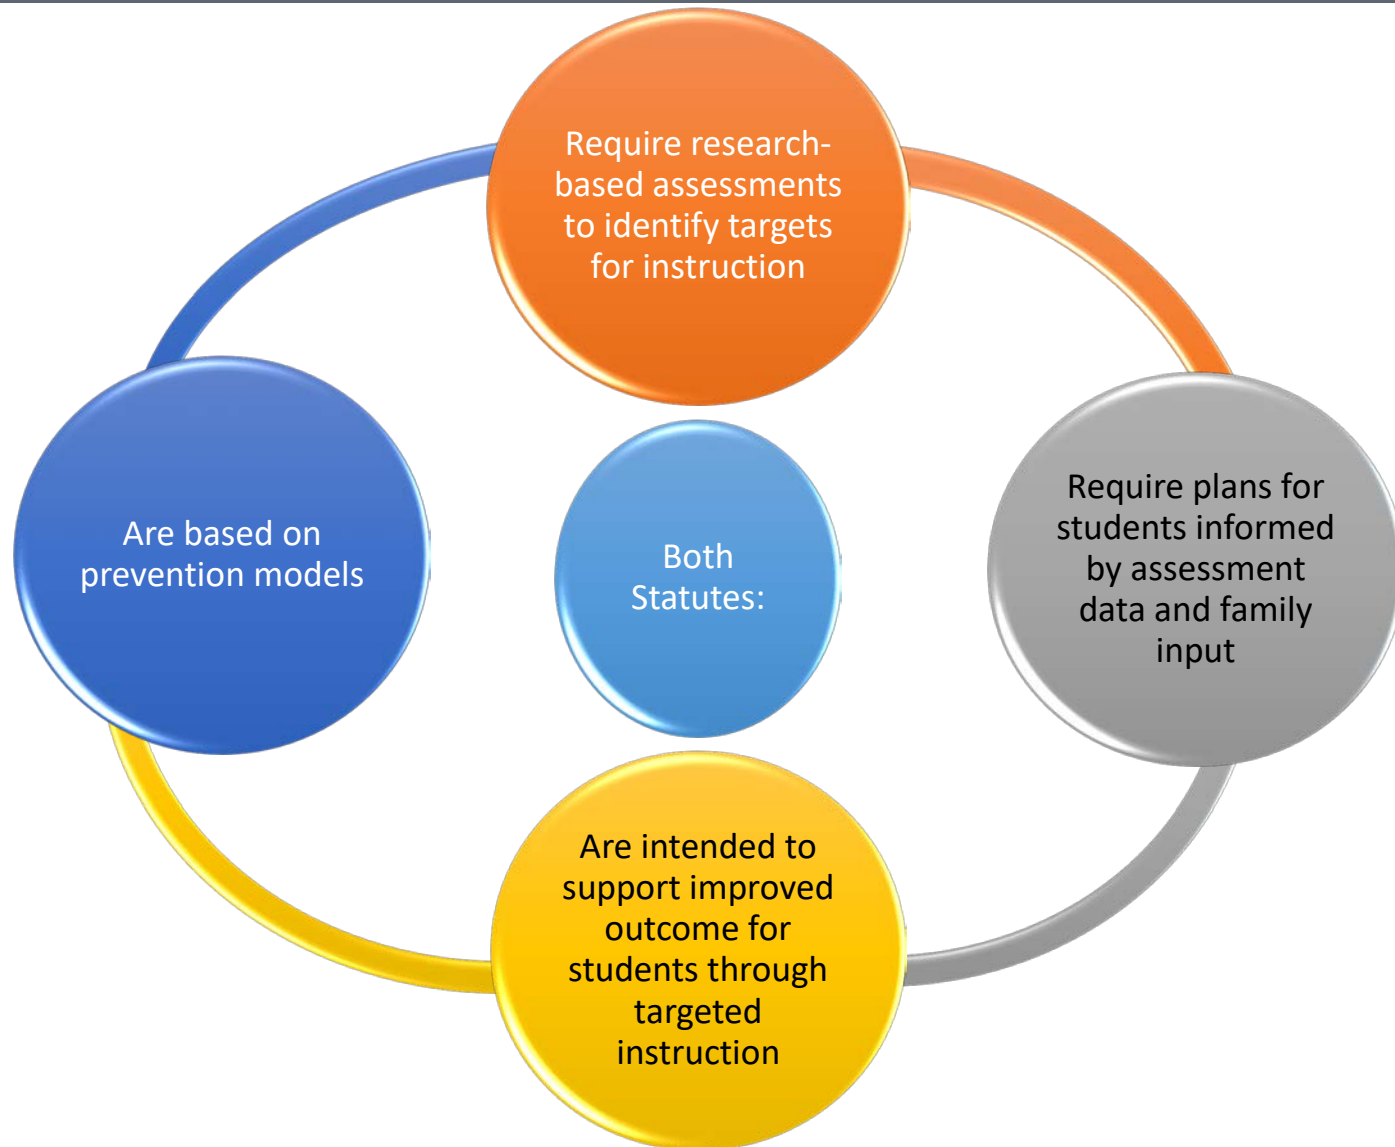 Require research-
based assessments
to identify targets
for instruction
Are based on
prevention models
Both
Statutes:
Require plans for
students informed
by assessment
data and family
input
Are intended to
support improved
outcome for
students through
targeted
instruction